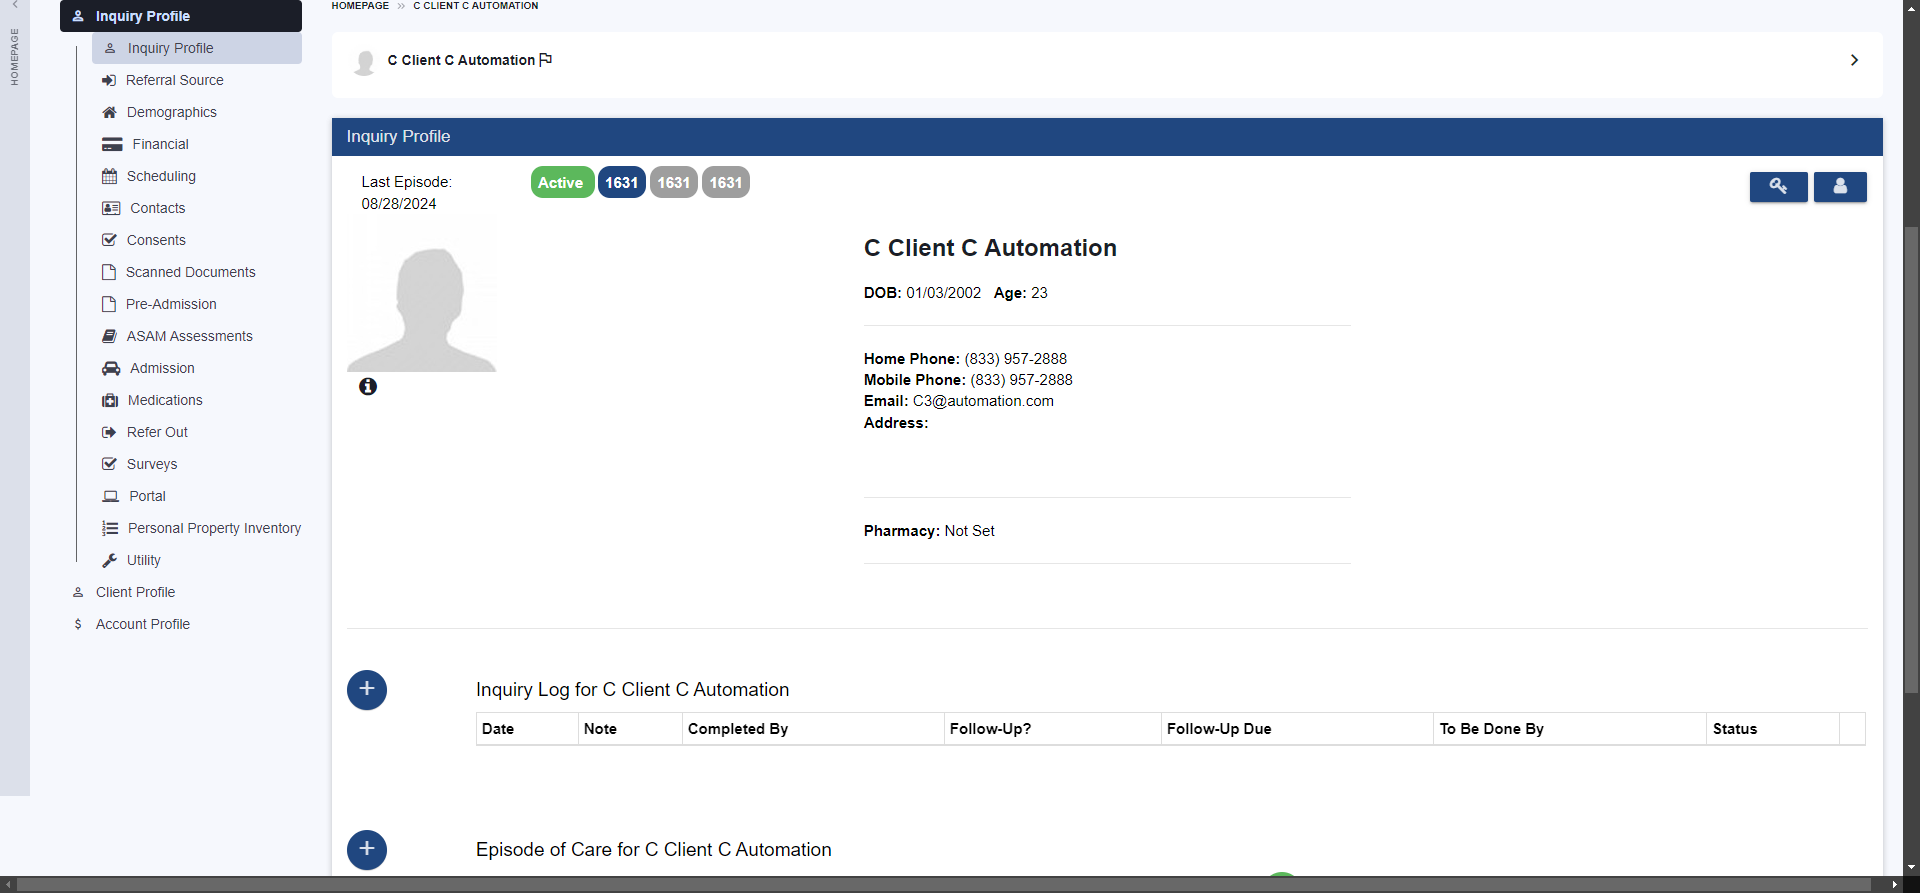 HOMEPAGE
Inquiry Profile
Inquiry Profile
Referral Source
Demographics
Financial
Scheduling
Contacts
Consents
Scanned Documents
Pre-Admission
ASAM Assessments
Admission
Medications
Refer Out
Surveys
Portal
Personal Property Inventory
Utility
Client Profile
$ Account Profile
HOMEPAGE » C CLIENT C AUTOMATION
C Client C Automation
Inquiry Profile
Last Episode:
08/28/2024
Active 1631 1631 1631
C Client C Automation
DOB: 01/03/2002 Age: 23
Home Phone: (833) 957-2888
Mobile Phone: (833) 957-2888
Email: C3@automation.com
Address:
Pharmacy: Not Set
Inquiry Log for C Client C Automation
Date Note Completed By Follow-Up? Follow-Up Due To Be Done By Status
Episode of Care for C Client C Automation